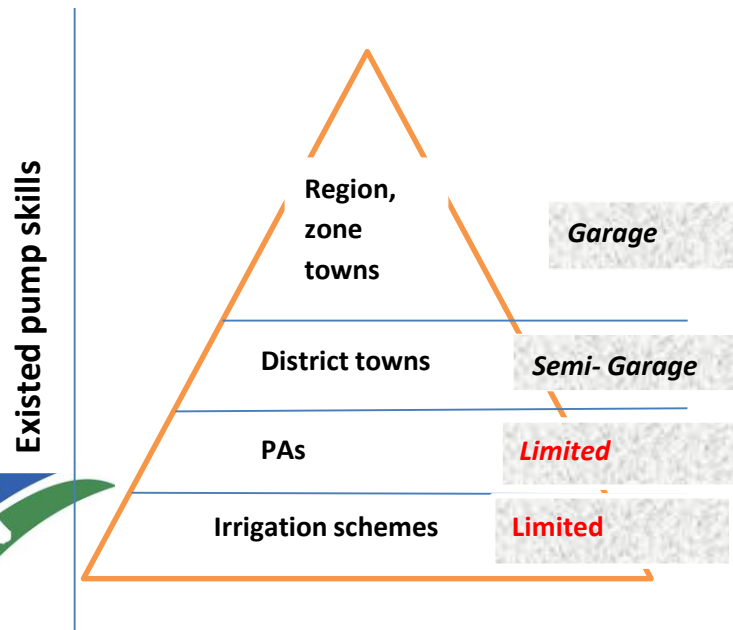 Existed pump skills
Region,
zone
towns
Garage
District towns
Semi- Garage
PAs
Limited
Irrigation schemes
Limited